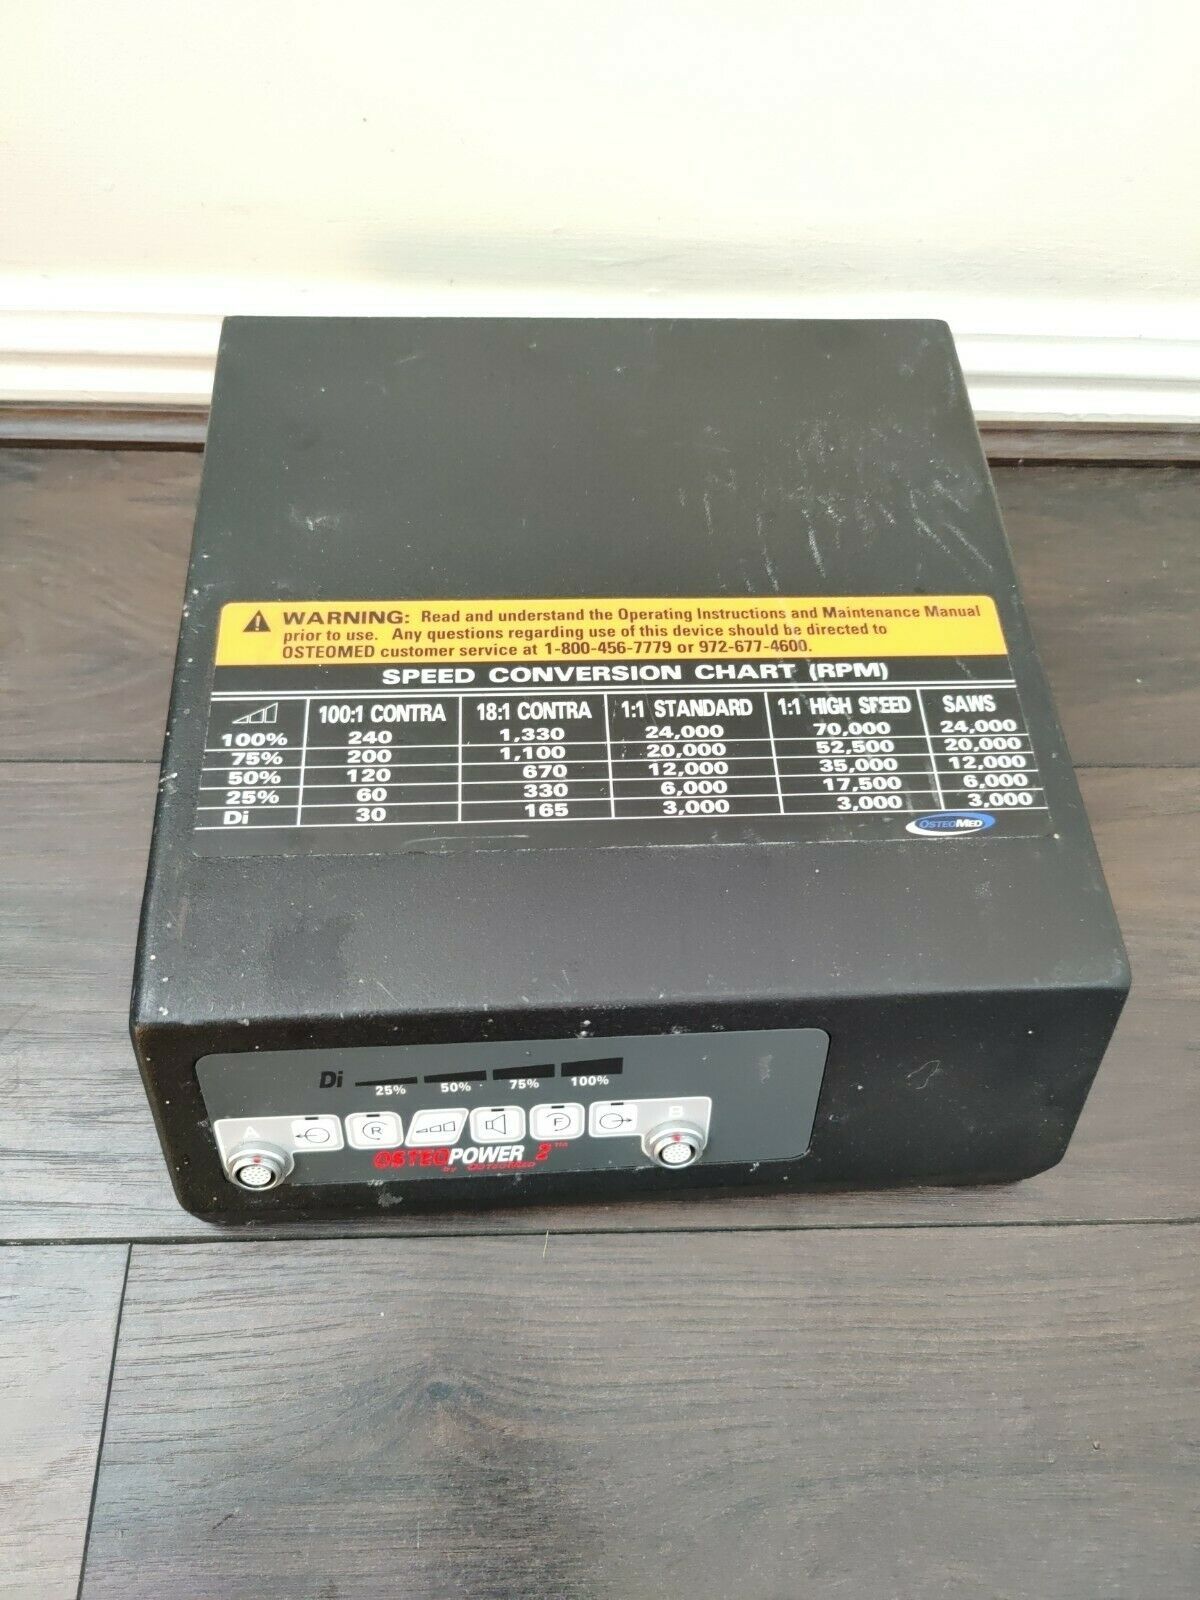 WARNING: Read and understand the Operating Instructions and Maintenance Manual
prior to use. Any questions regarding use of this device should be directed to
OSTEOMED customer service at 1-800-456-7779 or 972-677-4600.
SPEED CONVERSION CHART (RPM)
100:1 CONTRA 18:1 CONTRA 1:1 STANDARD 1:1 HIGH SPEED SAWS
100% 240 1,330 24,000 70,000 24,000
75% 200 1,100 20,000 52,500 20,000
50% 120 670 12,000 35,000 12,000
25% 60 330 6,000 17,500 6,000
Di 30 165 3,000 3,000 3,000
OSTEOMED
Di 25% 50% 75% 100%
A R F B
OSTEOPOWER 2™
by OSTEOMED